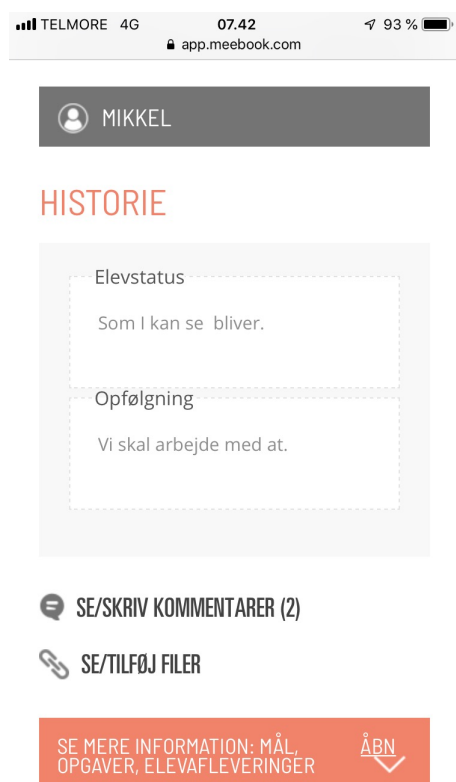 TELMORE 4G 07.42 93 %
app.meebook.com
MIKKEL
HISTORIE
Elevstatus
Som I kan se  bliver.
Opfølgning
Vi skal arbejde med at.
SE/SKRIV KOMMENTARER (2)
SE/TILFØJ FILER
SE MERE INFORMATION: MÅL, ÅBN
OPGAVER, ELEVAFLEVERINGER